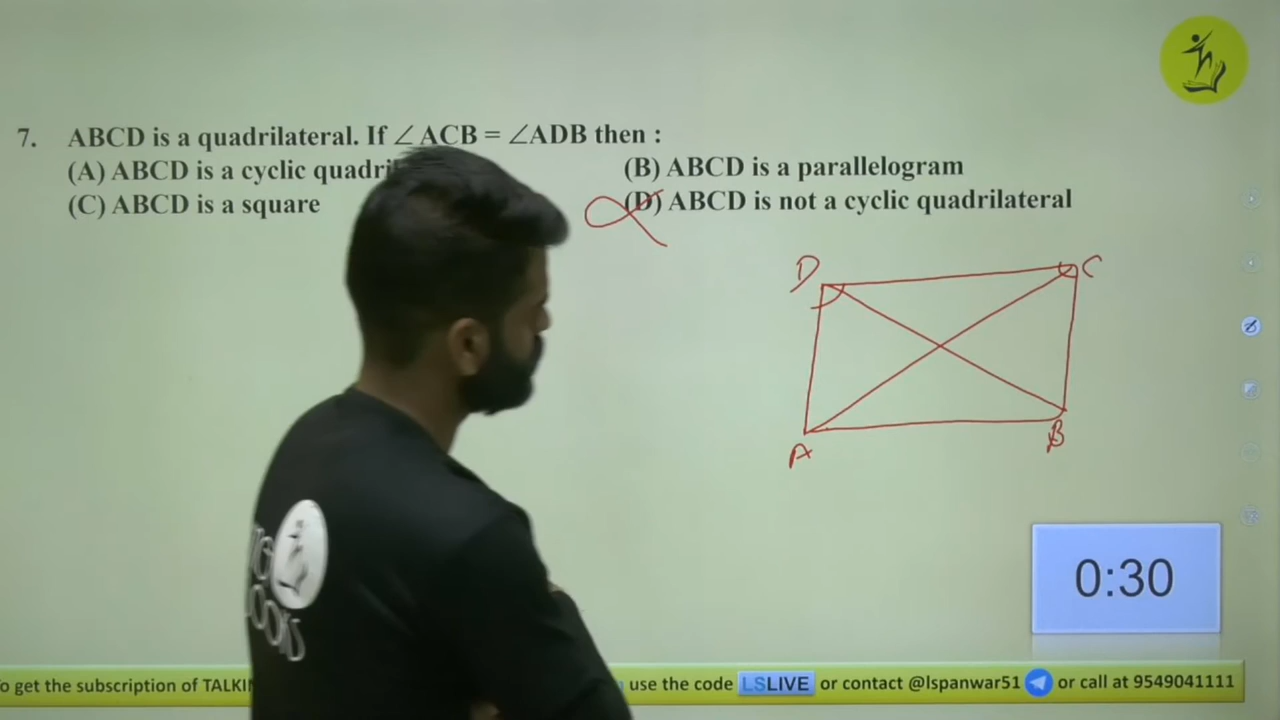 7. ABCD is a quadrilateral. If ∠ACB = ∠ADB then :
(A) ABCD is a cyclic
(B) ABCD is a parallelogram
(C) ABCD is a square
(D) ABCD is not a cyclic quadrilateral
D C
A B
0:30
to get the subscription of use the code LSLIVE or contact @lspanwar51 or call at 9549041111